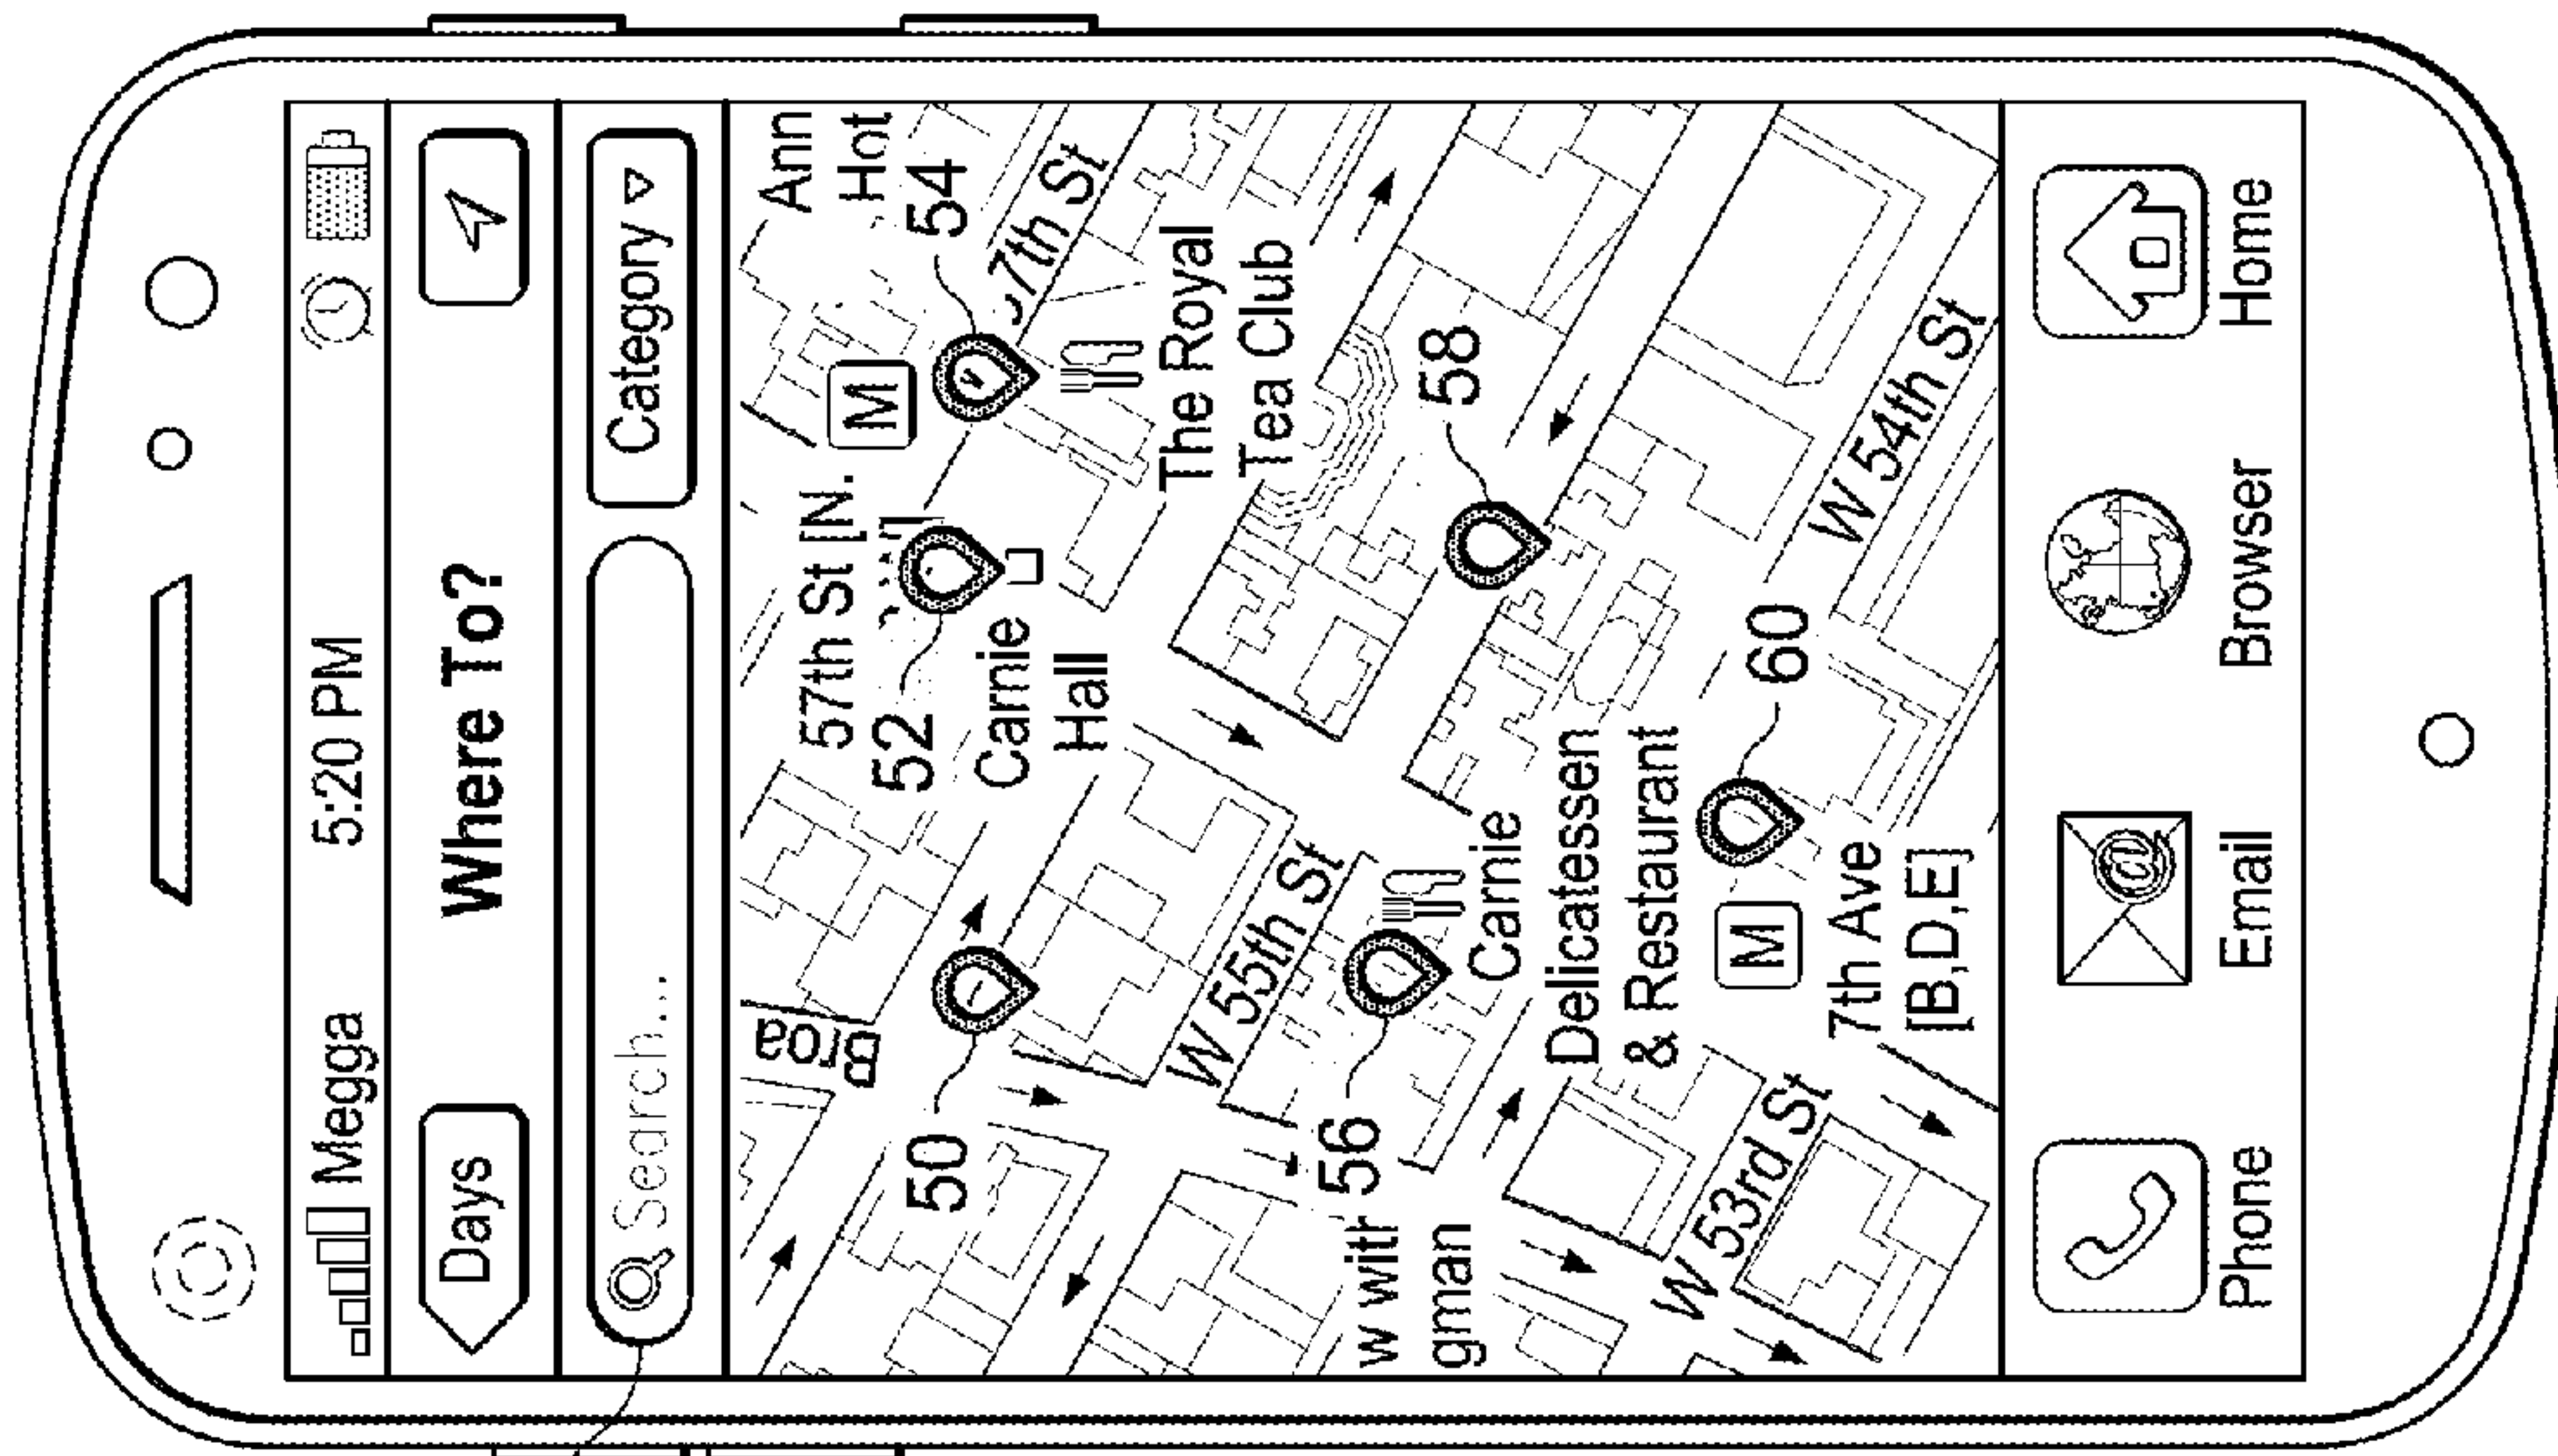 Megga 5:20 PM
Days Where To?
Search... Category
Broa
57th St [N.
M
Ann
Hot
50
52
54
57th St
Carnie
Hall
The Royal
Tea Club
W 55th St
56
58
gman
Carnie
Delicatessen
& Restaurant
60
W 53rd St
M
7th Ave
[B,D,E]
W 54th St
Phone Email Browser Home